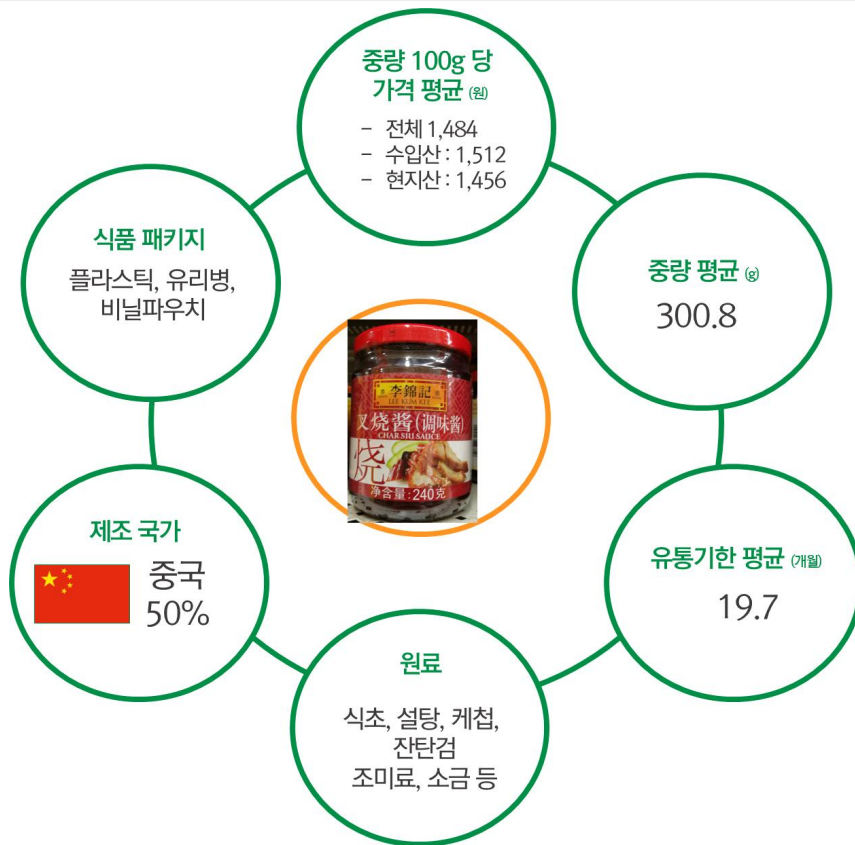 중량 100g 당
가격 평균 (원)
- 전체 1,484
- 수입산 : 1,512
- 현지산 : 1,456
식품 패키지
플라스틱, 유리병,
비닐파우치
중량 평균 (g)
300.8
李錦記
LEE KUM KEE
叉烧酱(调味酱)
CHAR SIU SAUCE
烧
净含量:240克
제조 국가
중국
50%
유통기한 평균 (개월)
19.7
원료
식초, 설탕, 케첩,
잔탄검
조미료, 소금 등